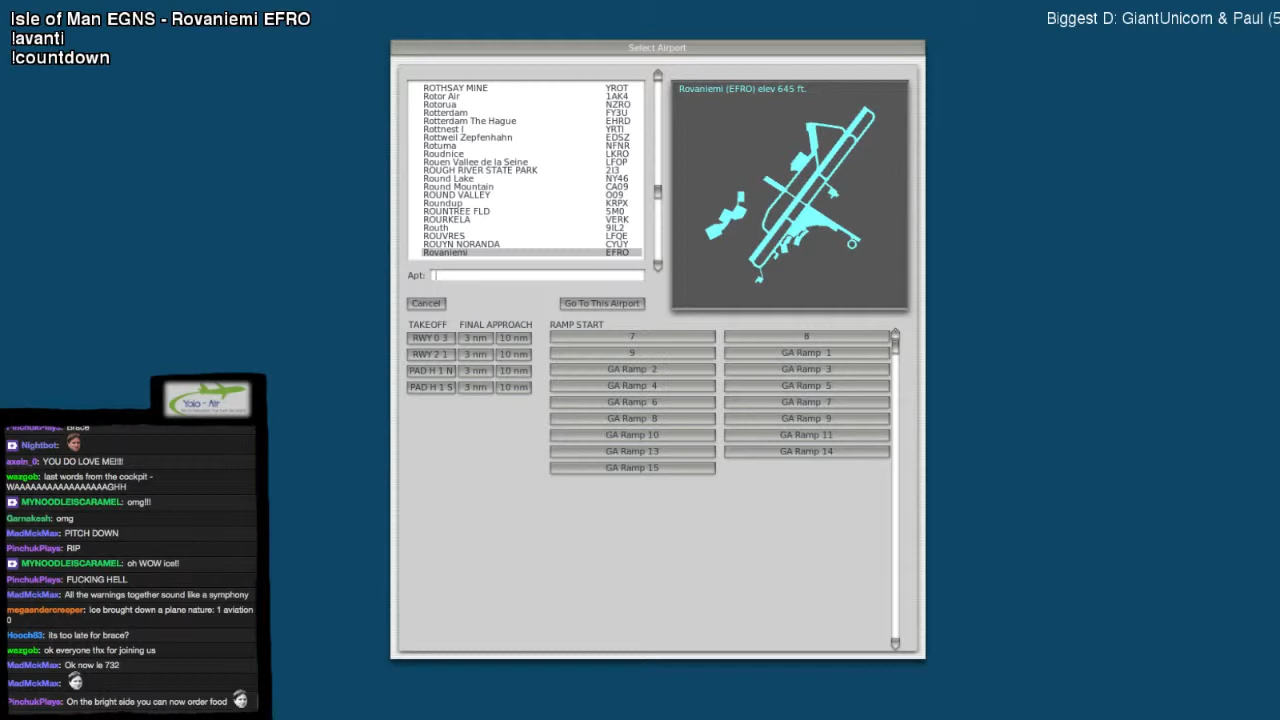 Isle of Man EGNS - Rovaniemi EFRO
!avanti
!countdown
Biggest D: GiantUnicorn & Paul (5
Select Airport
ROTHSAY MINE YROT
Rotor Air 1AK4
Rotorua NZRO
Rotterdam FY3U
Rotterdam The Hague EHRD
Rottnest I YRTI
Rottweil Zepfenhahn EDSZ
Rotuma NFNR
Roudnice LKRO
Rouen Vallee de la Seine LFOP
ROUGH RIVER STATE PARK 2I3
Round Lake NY46
Round Mountain CA09
ROUND VALLEY O09
Roundup KRPX
ROUNTREE FLD 5M0
ROURKELA VERK
Routh 9IL2
ROUVRES LFQE
ROUYN NORANDA CYUY
Rovaniemi EFRO
Apt:
Cancel
Go To This Airport
Rovaniemi (EFRO) elev 645 ft.
TAKEOFF FINAL APPROACH
RWY 0 3 3 nm 10 nm
RWY 2 1 3 nm 10 nm
PAD H 1 N 3 nm 10 nm
PAD H 1 S 3 nm 10 nm
RAMP START
7 8
9 GA Ramp 1
GA Ramp 2 GA Ramp 3
GA Ramp 4 GA Ramp 5
GA Ramp 6 GA Ramp 7
GA Ramp 8 GA Ramp 9
GA Ramp 10 GA Ramp 11
GA Ramp 13 GA Ramp 14
GA Ramp 15
Yolo - Air
PinchukPlays: Brace
Nightbot:
axein_0: YOU DO LOVE ME!!!!
wazgob: last words from the cockpit -
WAAAAAAAAAAAAAAAAGHH
MYNOODLEISCARAMEL: omg!!!
Garnakesh: omg
MadMckMax: PITCH DOWN
PinchukPlays: RIP
MYNOODLEISCARAMEL: oh WOW ice!!
PinchukPlays: FUCKING HELL
MadMckMax: All the warnings together sound like a symphony
megaandercreeper: ice brought down a plane nature: 1 aviation
0
Hooch83: its too late for brace?
wazgob: ok everyone thx for joining us
MadMckMax: Ok now le 732
MadMckMax:
PinchukPlays: On the bright side you can now order food